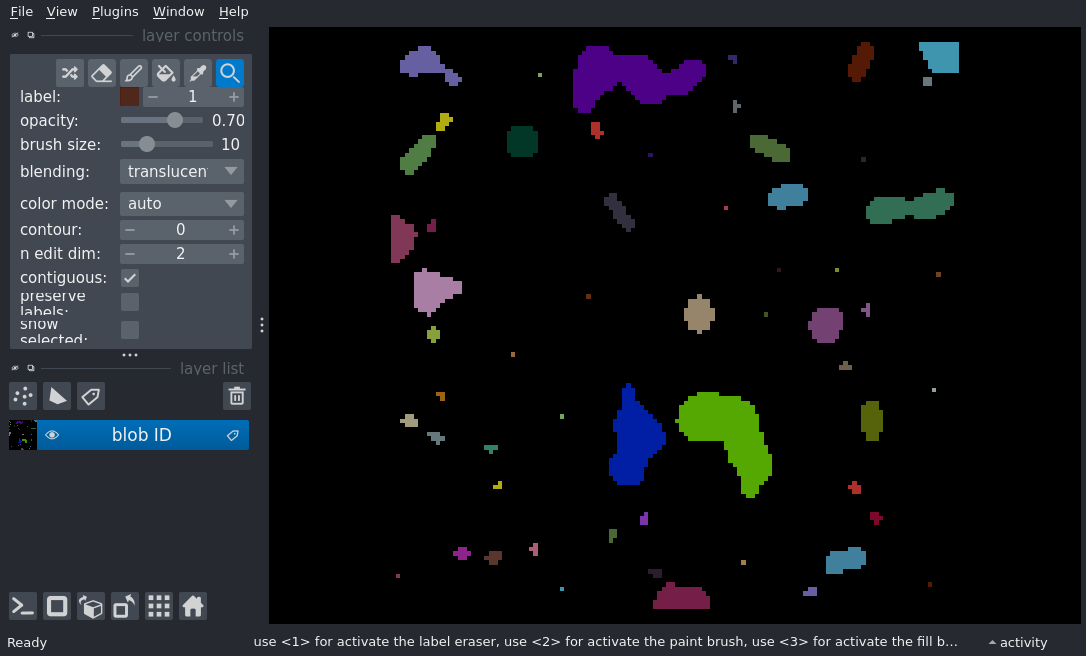 File View Plugins Window Help
layer controls
label: 1
opacity: 0.70
brush size: 10
blending: translucen
color mode: auto
contour: 0
n edit dim: 2
contiguous:
preserve
labels:
show
selected:
layer list
blob ID
Ready use <1> for activate the label eraser, use <2> for activate the paint brush, use <3> for activate the fill b... activity